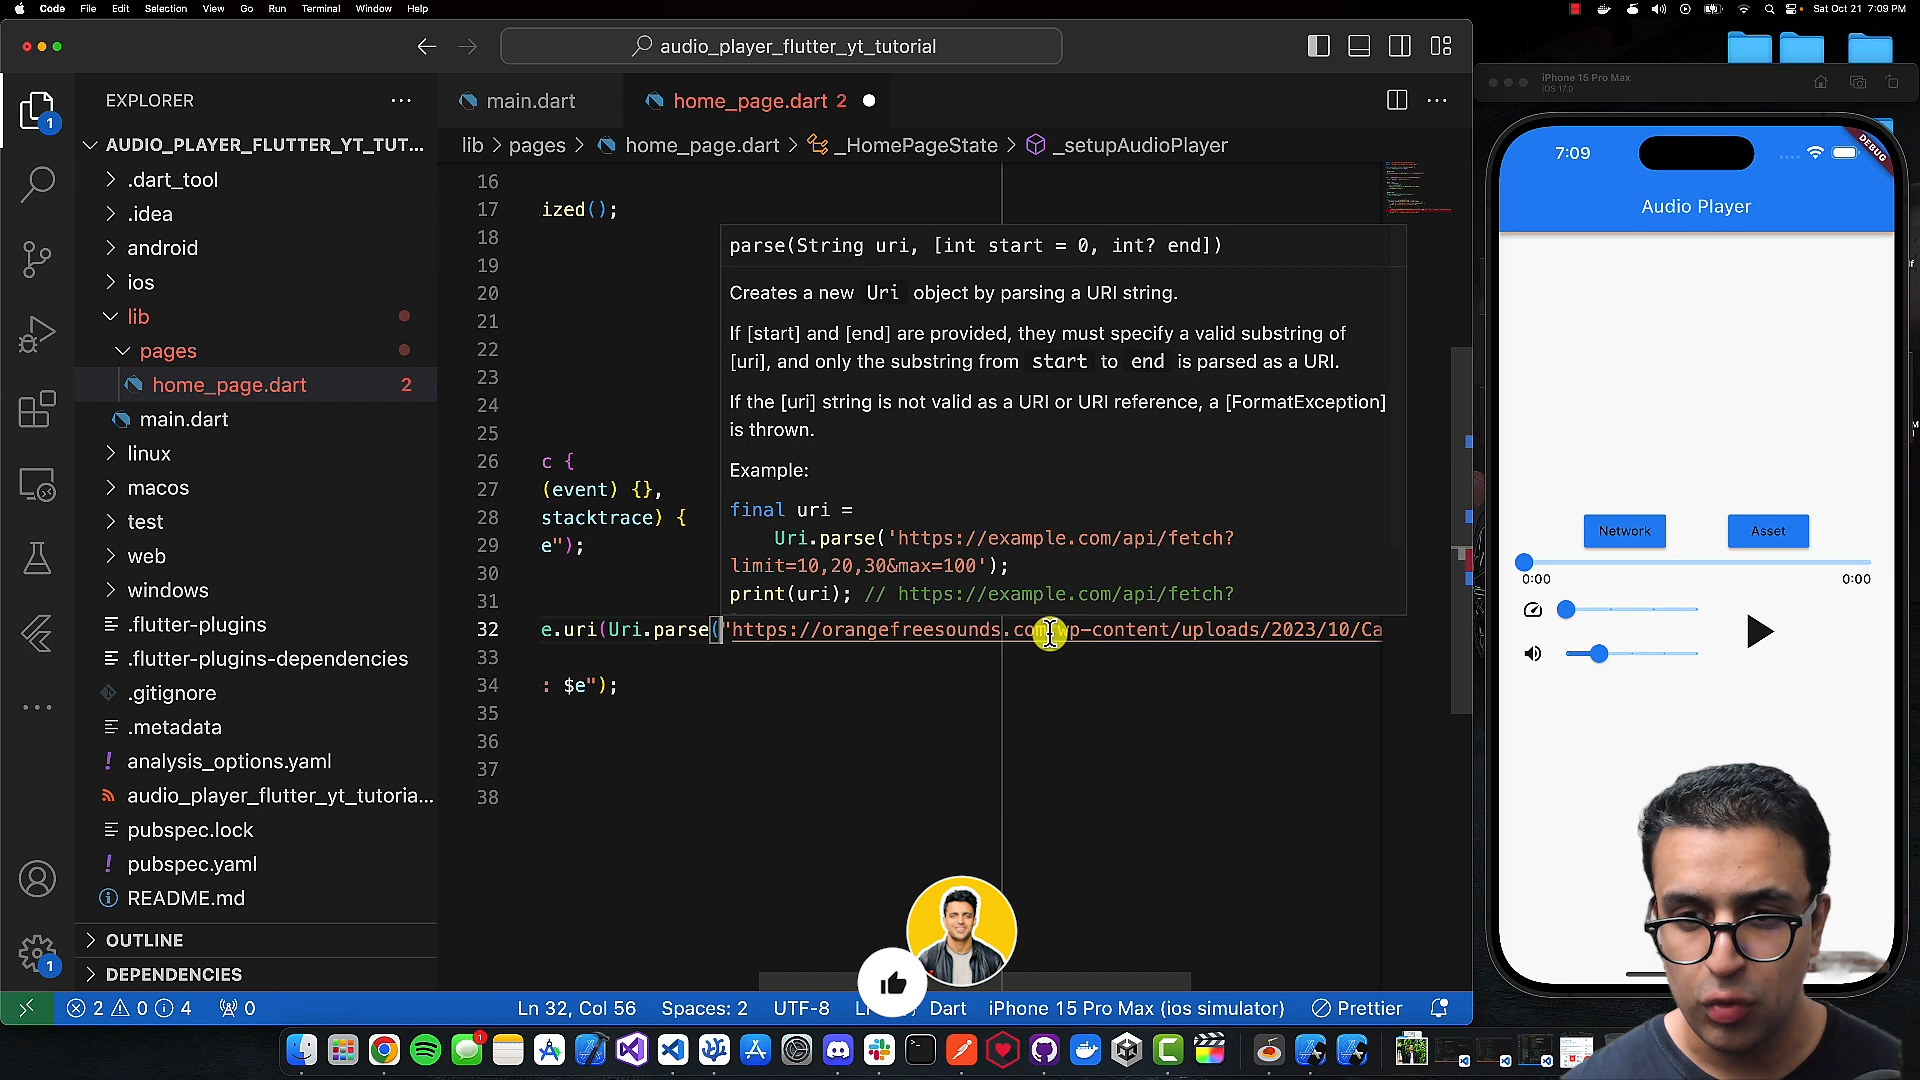 Code File Edit Selection View Go Run Terminal Window Help
Sat Oct 21 7:09 PM
audio_player_flutter_yt_tutorial
EXPLORER
AUDIO_PLAYER_FLUTTER_YT_TUT...
.dart_tool
.idea
android
ios
lib
pages
home_page.dart 2
main.dart
linux
macos
test
web
windows
.flutter-plugins
.flutter-plugins-dependencies
.gitignore
.metadata
analysis_options.yaml
audio_player_flutter_yt_tutoria...
pubspec.lock
pubspec.yaml
README.md
OUTLINE
DEPENDENCIES
1
1
main.dart
home_page.dart 2
lib > pages > home_page.dart > _HomePageState > _setupAudioPlayer
16
17 ized();
18
19
20
21
22
23
24
25
26 c {
27 (event) {},
28 stacktrace) {
29 e");
30
31
32 e.uri(Uri.parse("https://orangefreesounds.com/wp-content/uploads/2023/10/Ca
33
34 : $e");
35
36
37
38
parse(String uri, [int start = 0, int? end])
Creates a new Uri object by parsing a URI string.
If [start] and [end] are provided, they must specify a valid substring of
[uri], and only the substring from start to end is parsed as a URI.
If the [uri] string is not valid as a URI or URI reference, a [FormatException]
is thrown.
Example:
final uri =
Uri.parse('https://example.com/api/fetch?
limit=10,20,30&max=100');
print(uri); // https://example.com/api/fetch?
2 0 4 0
Ln 32, Col 56 Spaces: 2 UTF-8 Dart iPhone 15 Pro Max (ios simulator) Prettier
iPhone 15 Pro Max
iOS 17.0
7:09
DEBUG
Audio Player
Network Asset
0:00 0:00
1